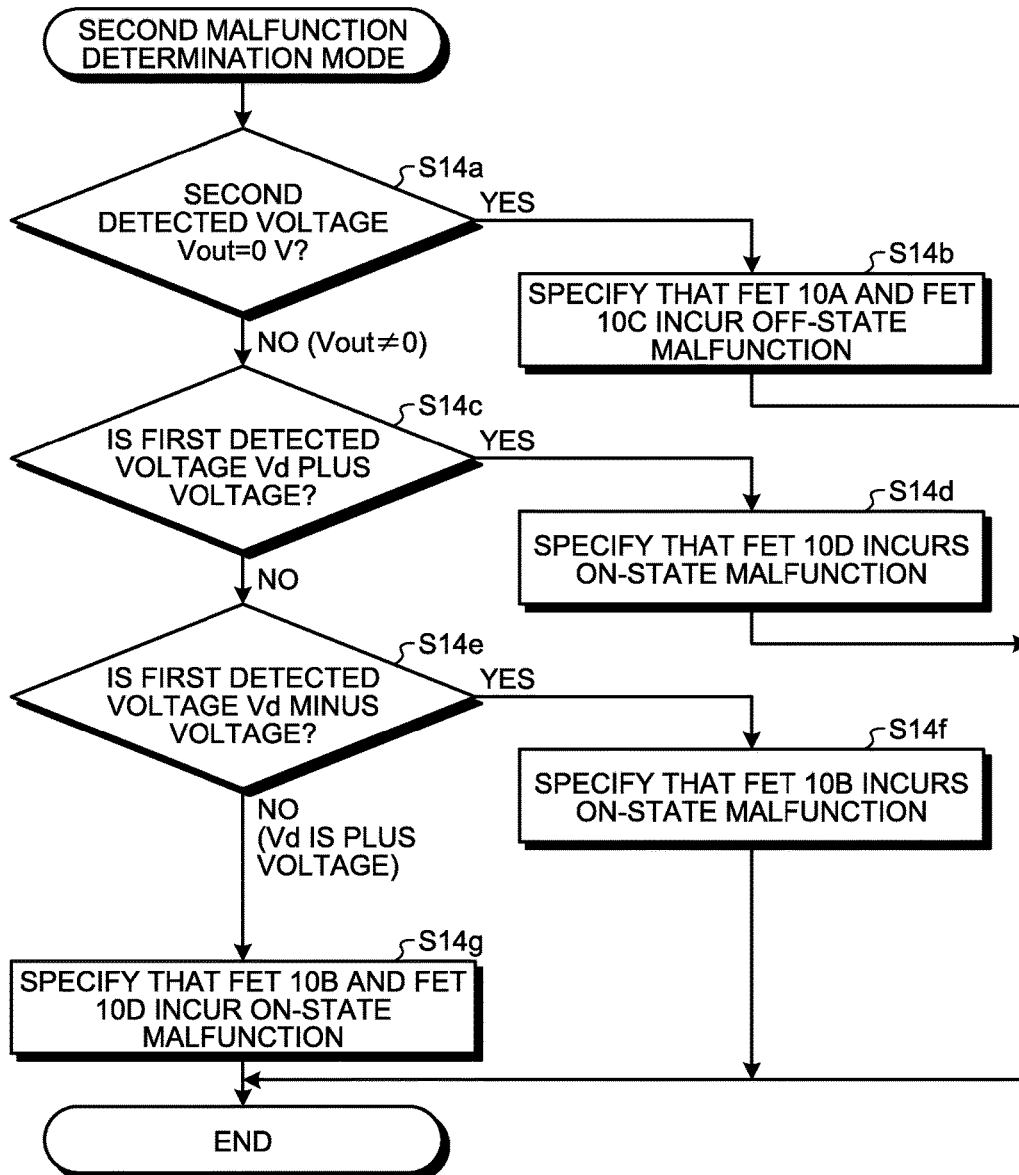 SECOND MALFUNCTION
DETERMINATION MODE
S14a
SECOND
DETECTED VOLTAGE
Vout=0 V?
YES
S14b
SPECIFY THAT FET 10A AND FET
10C INCUR OFF-STATE
MALFUNCTION
NO (Vout≠0)
S14c
IS FIRST DETECTED
VOLTAGE Vd PLUS
VOLTAGE?
YES
S14d
SPECIFY THAT FET 10D INCURS
ON-STATE MALFUNCTION
NO
S14e
IS FIRST DETECTED
VOLTAGE Vd MINUS
VOLTAGE?
YES
S14f
SPECIFY THAT FET 10B INCURS
ON-STATE MALFUNCTION
NO
(Vd IS PLUS
VOLTAGE)
S14g
SPECIFY THAT FET 10B AND FET
10D INCUR ON-STATE
MALFUNCTION
END